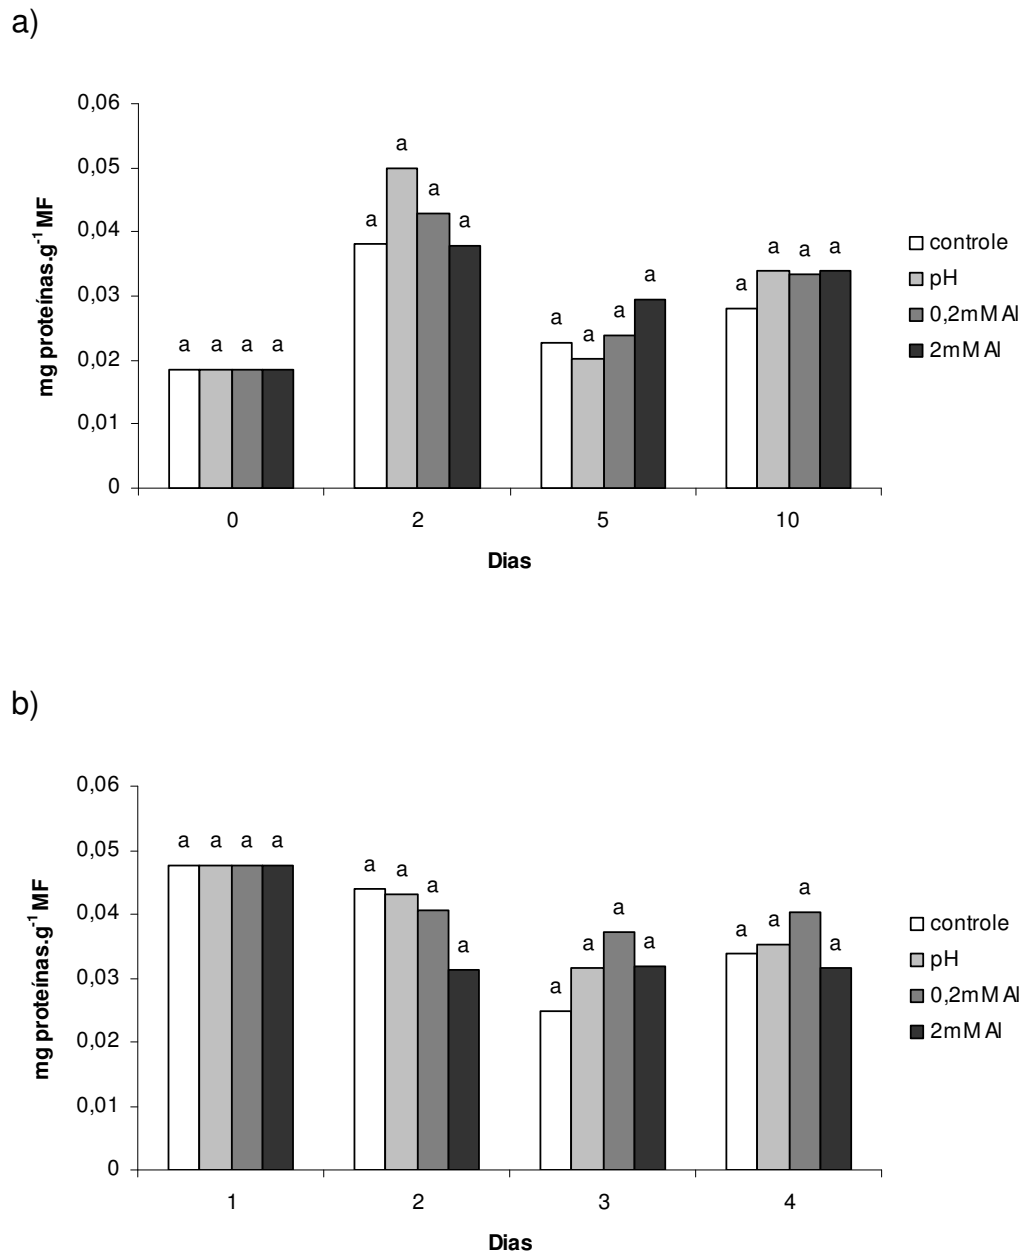 a)
0,06
0,05
0,04
0,03
0,02
0,01
0
mg proteínas.g⁻¹ MF
a a a a
a a a a
a a a a
a a a a
0 2 5 10
Dias
controle
pH
0,2mM Al
2mM Al
b)
0,06
0,05
0,04
0,03
0,02
0,01
0
mg proteínas.g⁻¹ MF
a a a a
a a a a
a a a a
a a a a
1 2 3 4
Dias
controle
pH
0,2mM Al
2mM Al